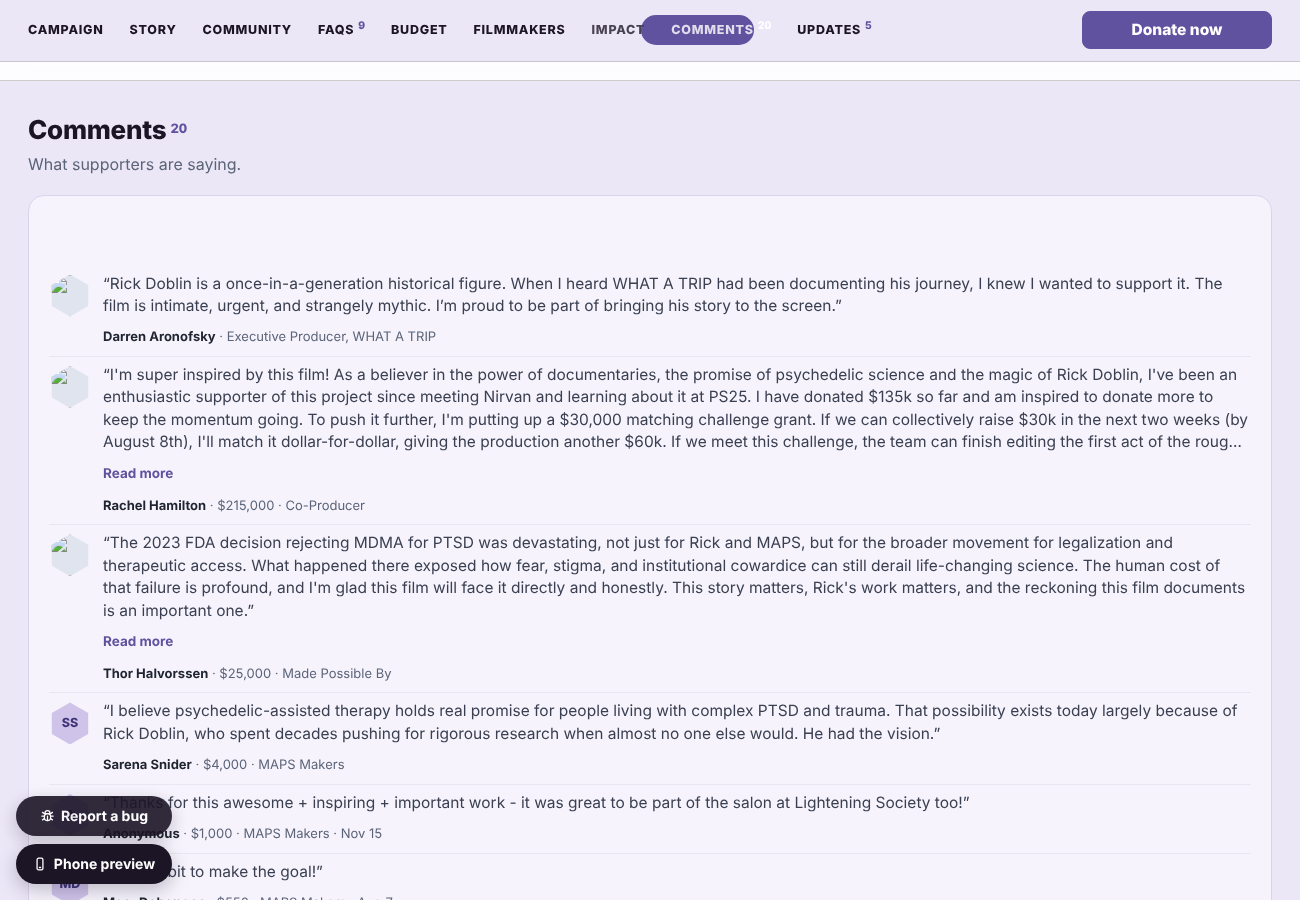 CAMPAIGN STORY COMMUNITY FAQS 9 BUDGET FILMMAKERS IMPACT COMMENTS 20 UPDATES 5 Donate now
Comments 20
What supporters are saying.
“Rick Doblin is a once-in-a-generation historical figure. When I heard WHAT A TRIP had been documenting his journey, I knew I wanted to support it. The
film is intimate, urgent, and strangely mythic. I’m proud to be part of bringing his story to the screen.”
Darren Aronofsky · Executive Producer, WHAT A TRIP
“I'm super inspired by this film! As a believer in the power of documentaries, the promise of psychedelic science and the magic of Rick Doblin, I've been an
enthusiastic supporter of this project since meeting Nirvan and learning about it at PS25. I have donated $135k so far and am inspired to donate more to
keep the momentum going. To push it further, I'm putting up a $30,000 matching challenge grant. If we can collectively raise $30k in the next two weeks (by
August 8th), I'll match it dollar-for-dollar, giving the production another $60k. If we meet this challenge, the team can finish editing the first act of the roug…
Read more
Rachel Hamilton · $215,000 · Co-Producer
“The 2023 FDA decision rejecting MDMA for PTSD was devastating, not just for Rick and MAPS, but for the broader movement for legalization and
therapeutic access. What happened there exposed how fear, stigma, and institutional cowardice can still derail life-changing science. The human cost of
that failure is profound, and I'm glad this film will face it directly and honestly. This story matters, Rick's work matters, and the reckoning this film documents
is an important one.”
Read more
Thor Halvorssen · $25,000 · Made Possible By
SS
“I believe psychedelic-assisted therapy holds real promise for people living with complex PTSD and trauma. That possibility exists today largely because of
Rick Doblin, who spent decades pushing for rigorous research when almost no one else would. He had the vision.”
Sarena Snider · $4,000 · MAPS Makers
“Thanks for this awesome + inspiring + important work - it was great to be part of the salon at Lightening Society too!”
Report a bug
Anonymous · $1,000 · MAPS Makers · Nov 15
Phone preview
bit to make the goal!”
MD